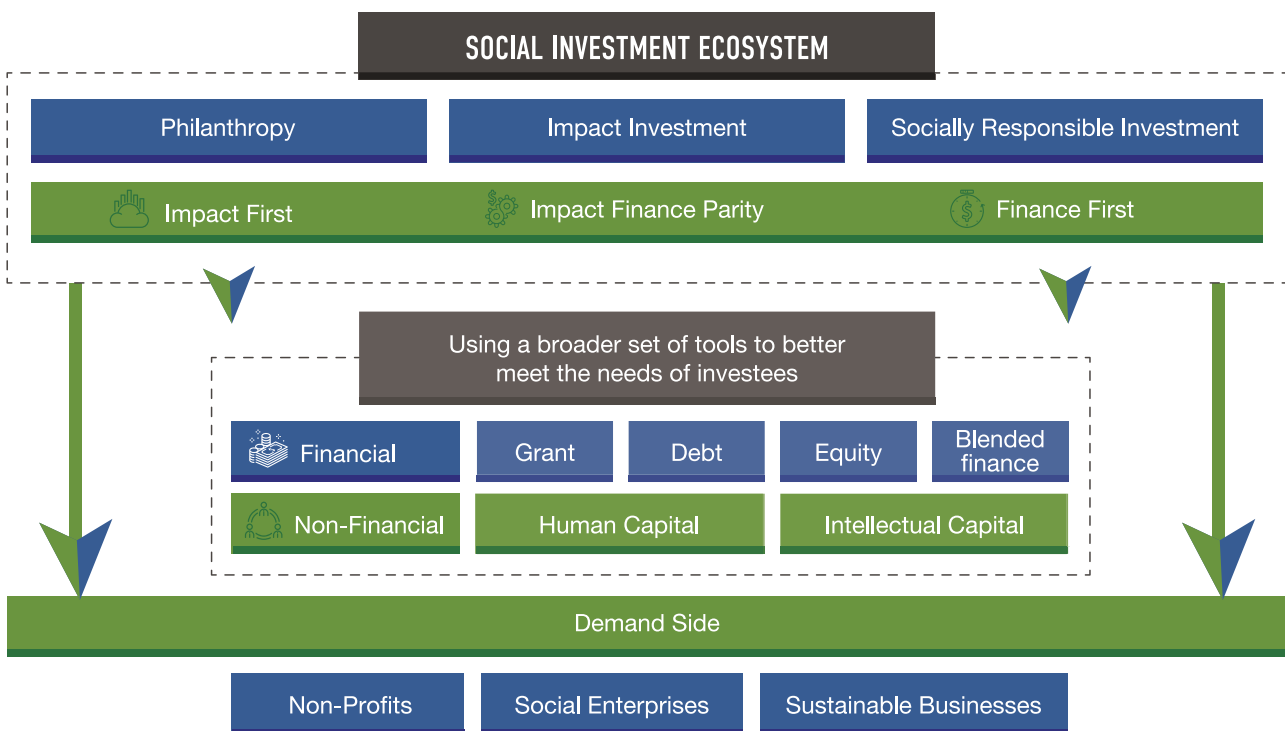 SOCIAL INVESTMENT ECOSYSTEM
Philanthropy
Impact Investment
Socially Responsible Investment
Impact First
Impact Finance Parity
Finance First
Using a broader set of tools to better
meet the needs of investees
Financial
Grant
Debt
Equity
Blended
finance
Non-Financial
Human Capital
Intellectual Capital
Demand Side
Non-Profits
Social Enterprises
Sustainable Businesses